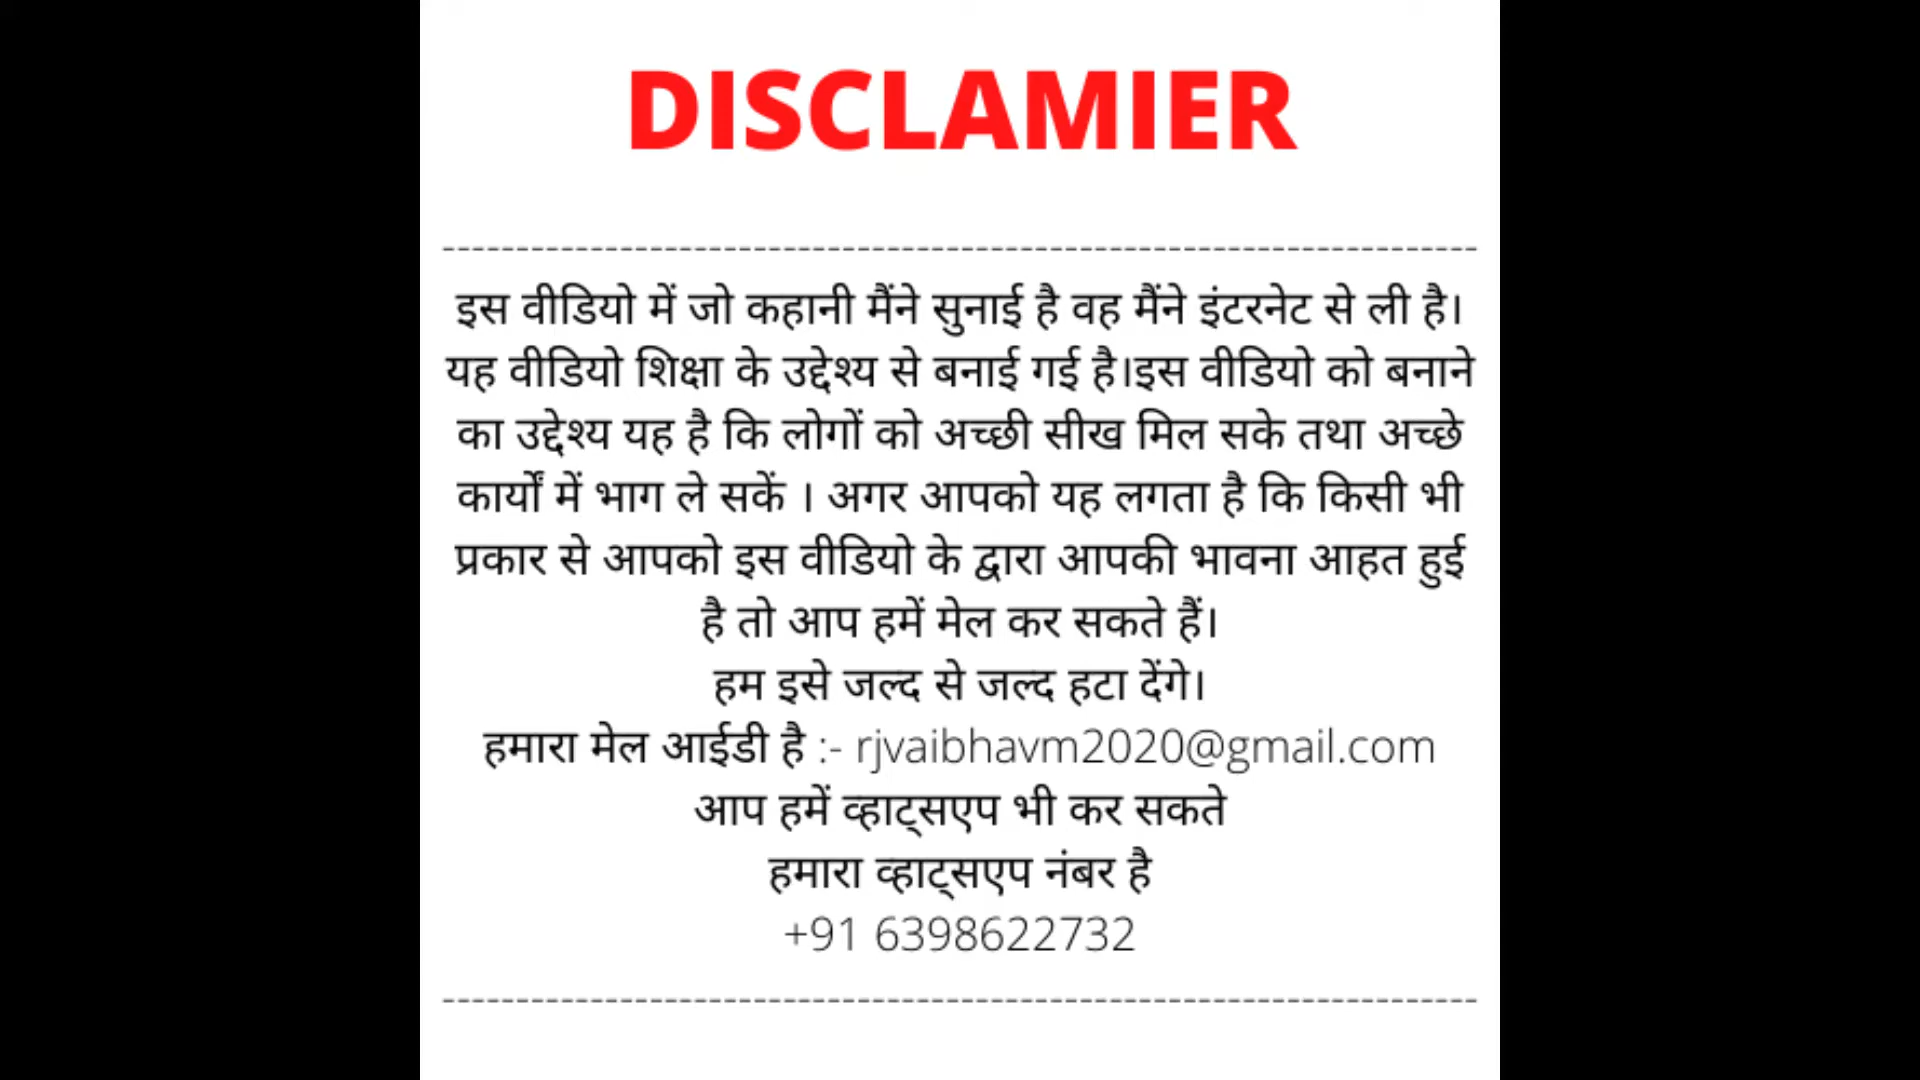 DISCLAMIER
--------------------------------------------------------------------------
इस वीडियो में जो कहानी मैंने सुनाई है वह मैंने इंटरनेट से ली है।
यह वीडियो शिक्षा के उद्देश्य से बनाई गई है।इस वीडियो को बनाने
का उद्देश्य यह है कि लोगों को अच्छी सीख मिल सके तथा अच्छे
कार्यों में भाग ले सकें । अगर आपको यह लगता है कि किसी भी
प्रकार से आपको इस वीडियो के द्वारा आपकी भावना आहत हुई
है तो आप हमें मेल कर सकते हैं।
हम इसे जल्द से जल्द हटा देंगे।
हमारा मेल आईडी है :- rjvaibhavm2020@gmail.com
आप हमें व्हाट्सएप भी कर सकते
हमारा व्हाट्सएप नंबर है
+91 6398622732
--------------------------------------------------------------------------